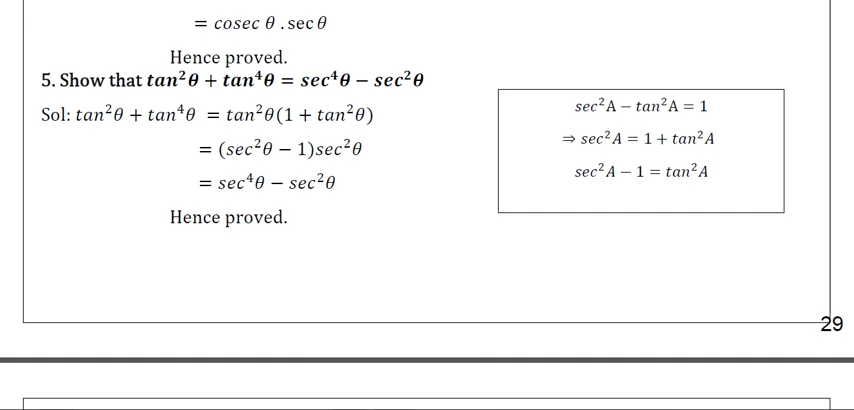 = cosec θ . sec θ
Hence proved.
5. Show that tan²θ + tan⁴θ = sec⁴θ − sec²θ
Sol: tan²θ + tan⁴θ = tan²θ(1 + tan²θ)
= (sec²θ − 1)sec²θ
= sec⁴θ − sec²θ
Hence proved.
sec²A − tan²A = 1
⇒ sec²A = 1 + tan²A
sec²A − 1 = tan²A
29